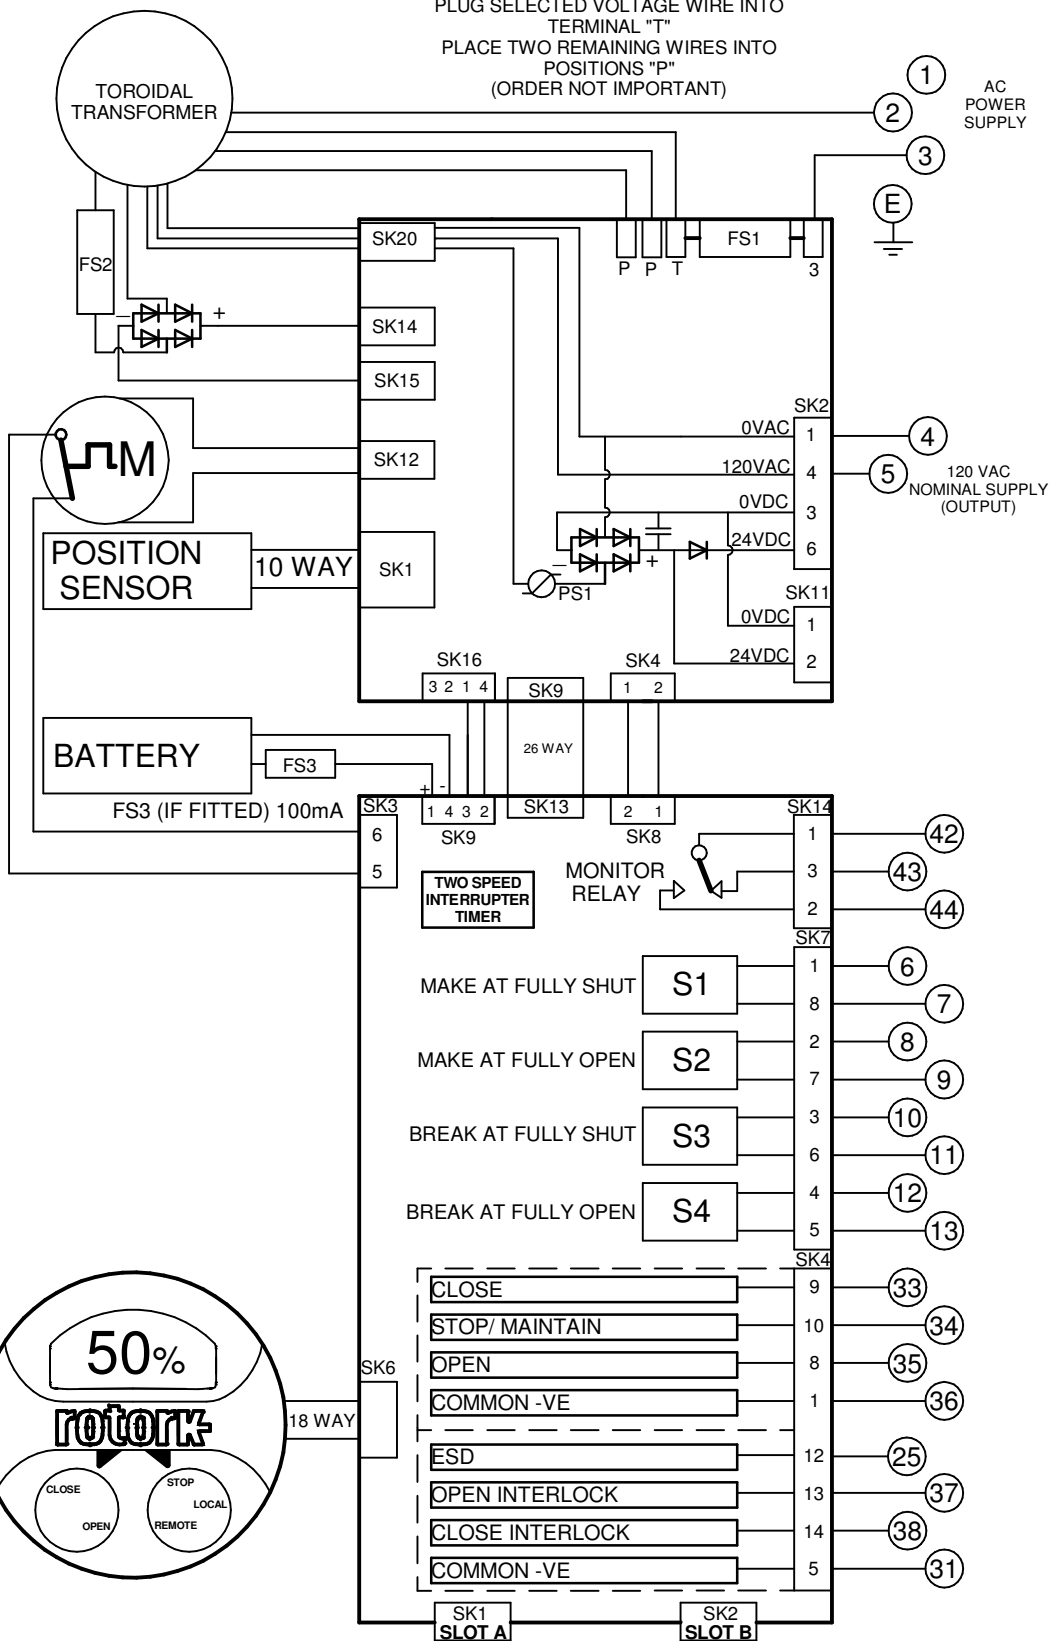 PLUG SELECTED VOLTAGE WIRE INTO
TERMINAL "T"
PLACE TWO REMAINING WIRES INTO
POSITIONS "P"
(ORDER NOT IMPORTANT)
TOROIDAL
TRANSFORMER
1
AC
POWER
SUPPLY
2
3
E
FS2
SK20
P P T
FS1
3
SK14
SK15
SK12
SK1
M
− +
POSITION
SENSOR
10 WAY
SK2
0VAC 1 4
120VAC 4 5
120 VAC
NOMINAL SUPPLY
(OUTPUT)
0VDC 3
24VDC 6
− +
PS1
SK11
0VDC 1
24VDC 2
SK16
3 2 1 4
SK9
SK4
1 2
26 WAY
BATTERY
FS3
+ -
FS3 (IF FITTED) 100mA
SK3
6
5
1 4 3 2
SK9
SK13
2 1
SK8
TWO SPEED
INTERRUPTER
TIMER
MONITOR
RELAY
SK14
1 42
3 43
2 44
SK7
MAKE AT FULLY SHUT S1
1 6
8 7
MAKE AT FULLY OPEN S2
2 8
7 9
BREAK AT FULLY SHUT S3
3 10
6 11
BREAK AT FULLY OPEN S4
4 12
5 13
SK4
CLOSE 9 33
STOP/ MAINTAIN 10 34
OPEN 8 35
COMMON -VE 1 36
ESD 12 25
OPEN INTERLOCK 13 37
CLOSE INTERLOCK 14 38
COMMON -VE 5 31
50%
rotork
CLOSE
OPEN
STOP
LOCAL
REMOTE
18 WAY
SK6
SK1
SLOT A
SK2
SLOT B